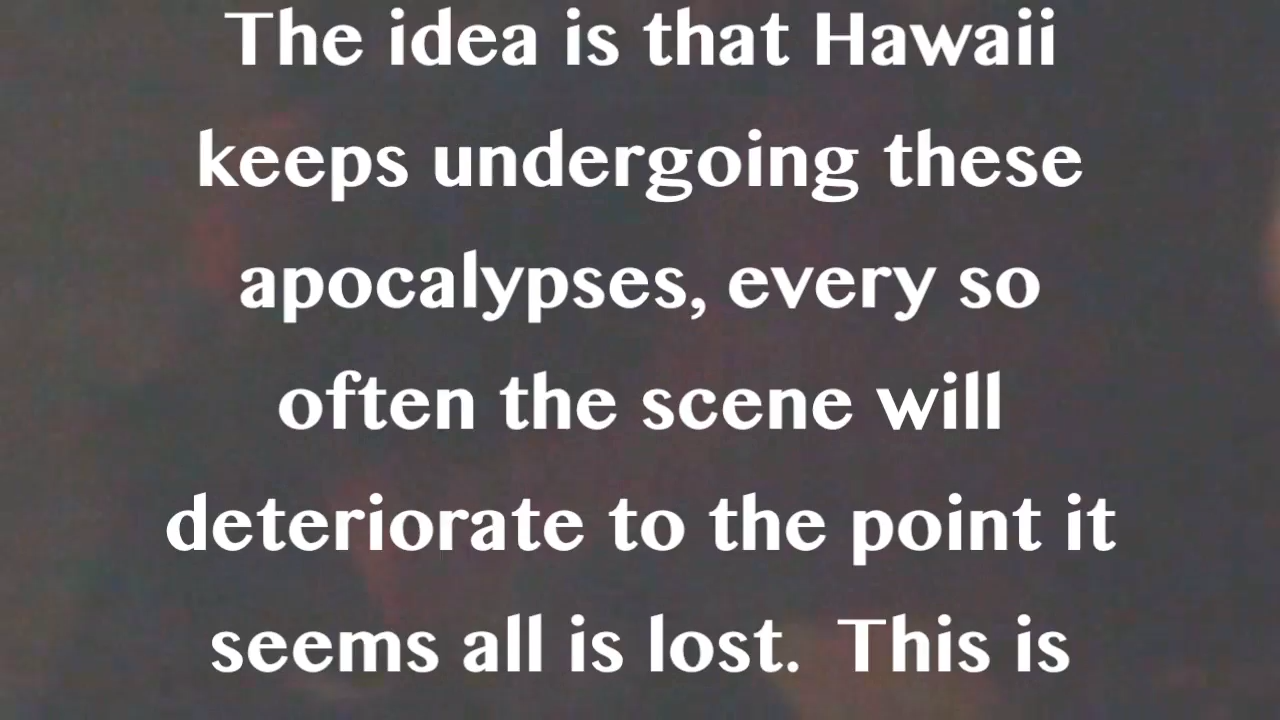 The idea is that Hawaii
keeps undergoing these
apocalypses, every so
often the scene will
deteriorate to the point it
seems all is lost.  This is